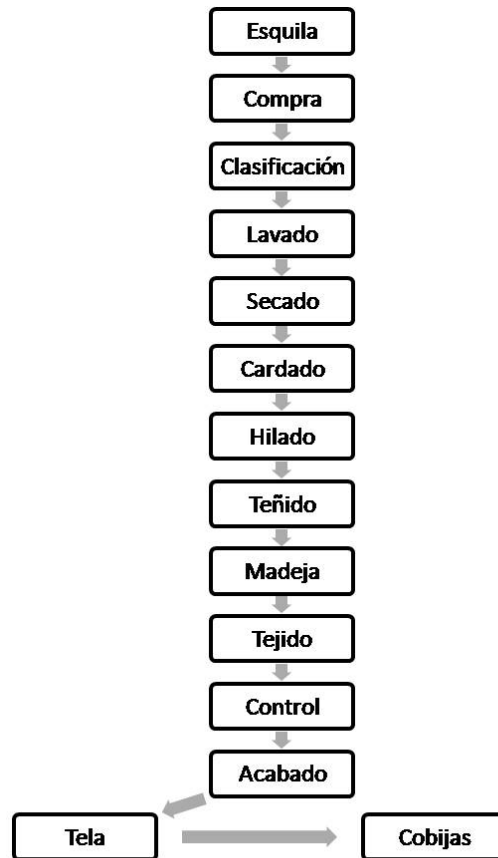 Esquila
Compra
Clasificación
Lavado
Secado
Cardado
Hilado
Teñido
Madeja
Tejido
Control
Acabado
Tela
Cobijas